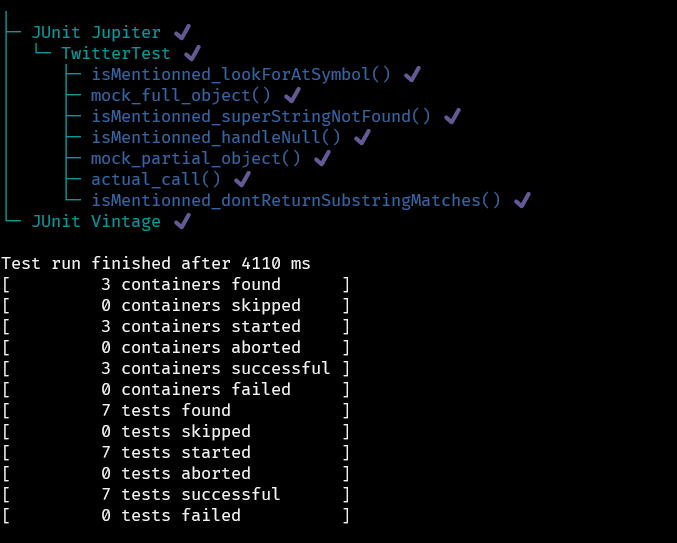 ├─ JUnit Jupiter ✔
│  └─ TwitterTest ✔
│     ├─ isMentionned_lookForAtSymbol() ✔
│     ├─ mock_full_object() ✔
│     ├─ isMentionned_superStringNotFound() ✔
│     ├─ isMentionned_handleNull() ✔
│     ├─ mock_partial_object() ✔
│     ├─ actual_call() ✔
│     └─ isMentionned_dontReturnSubstringMatches() ✔
└─ JUnit Vintage ✔
Test run finished after 4110 ms
[         3 containers found      ]
[         0 containers skipped    ]
[         3 containers started    ]
[         0 containers aborted    ]
[         3 containers successful ]
[         0 containers failed     ]
[         7 tests found           ]
[         0 tests skipped         ]
[         7 tests started         ]
[         0 tests aborted         ]
[         7 tests successful      ]
[         0 tests failed          ]